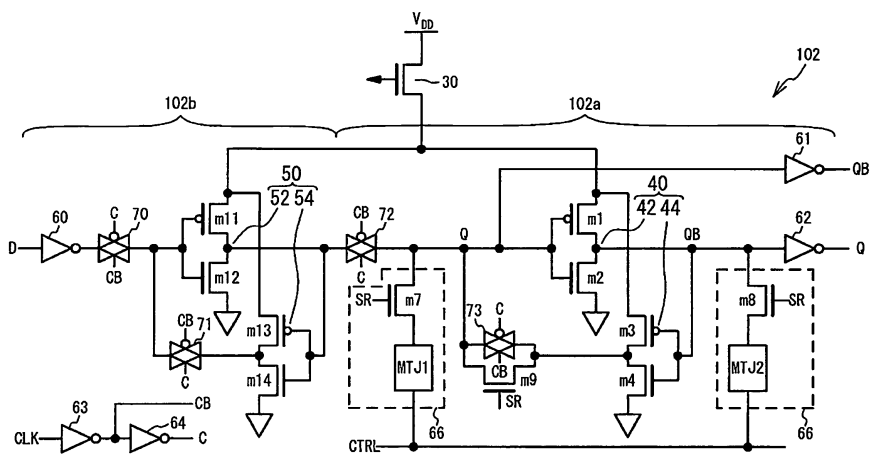 VDD
30
102
102b
102a
61
QB
60
C
70
m11
50
52 54
CB
72
Q
m1
40
42 44
QB
62
D
CB
m12
C
m2
Q
SR
m7
m8
SR
CB
71
m13
73
C
m3
C
m14
MTJ1
CB
m9
m4
MTJ2
SR
63
64
CB
CLK
C
66
CTRL
66